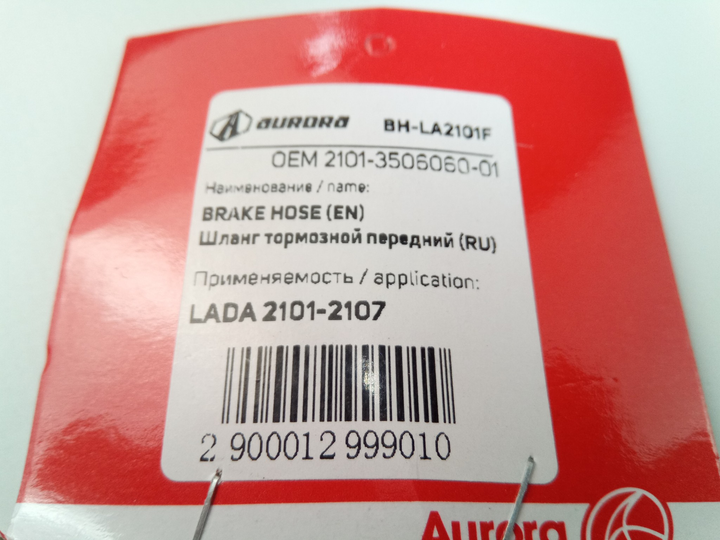 AURORA BH-LA2101F
OEM 2101-3506060-01
Наименование / name:
BRAKE HOSE (EN)
Шланг тормозной передний (RU)
Применяемость / application:
LADA 2101-2107
2 900012 999010
Aurora